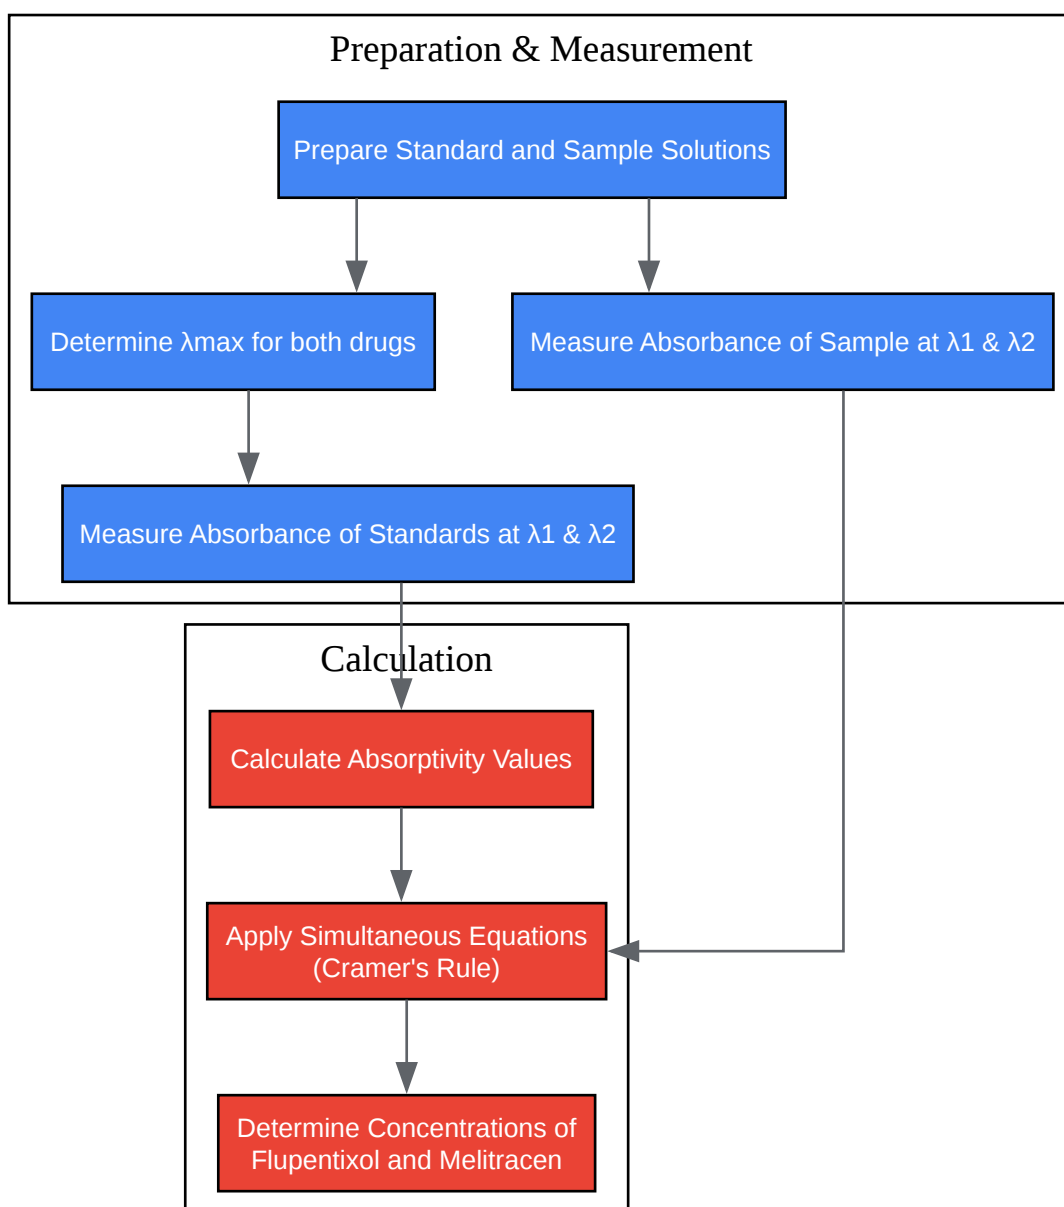 Preparation & Measurement
Prepare Standard and Sample Solutions
Determine λmax for both drugs
Measure Absorbance of Sample at λ1 & λ2
Measure Absorbance of Standards at λ1 & λ2
Calculation
Calculate Absorptivity Values
Apply Simultaneous Equations
(Cramer's Rule)
Determine Concentrations of
Flupentixol and Melitracen